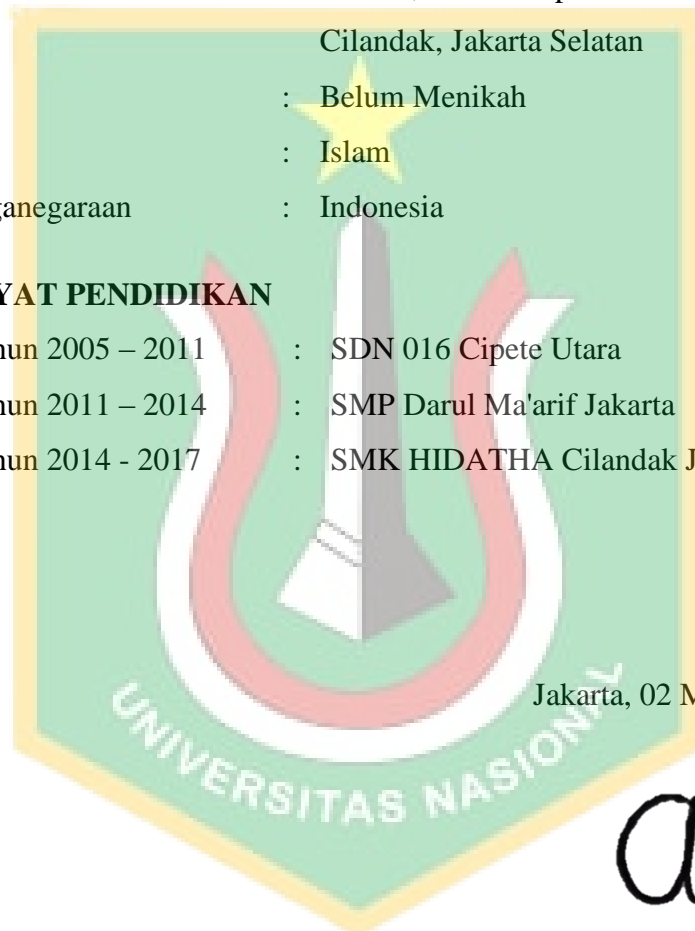 Cilandak, Jakarta Selatan
: Belum Menikah
: Islam
ganegaraan : Indonesia
YAT PENDIDIKAN
hun 2005 – 2011 : SDN 016 Cipete Utara
hun 2011 – 2014 : SMP Darul Ma'arif Jakarta
hun 2014 - 2017 : SMK HIDATHA Cilandak J
Jakarta, 02 M
UNIVERSITAS NASIONAL